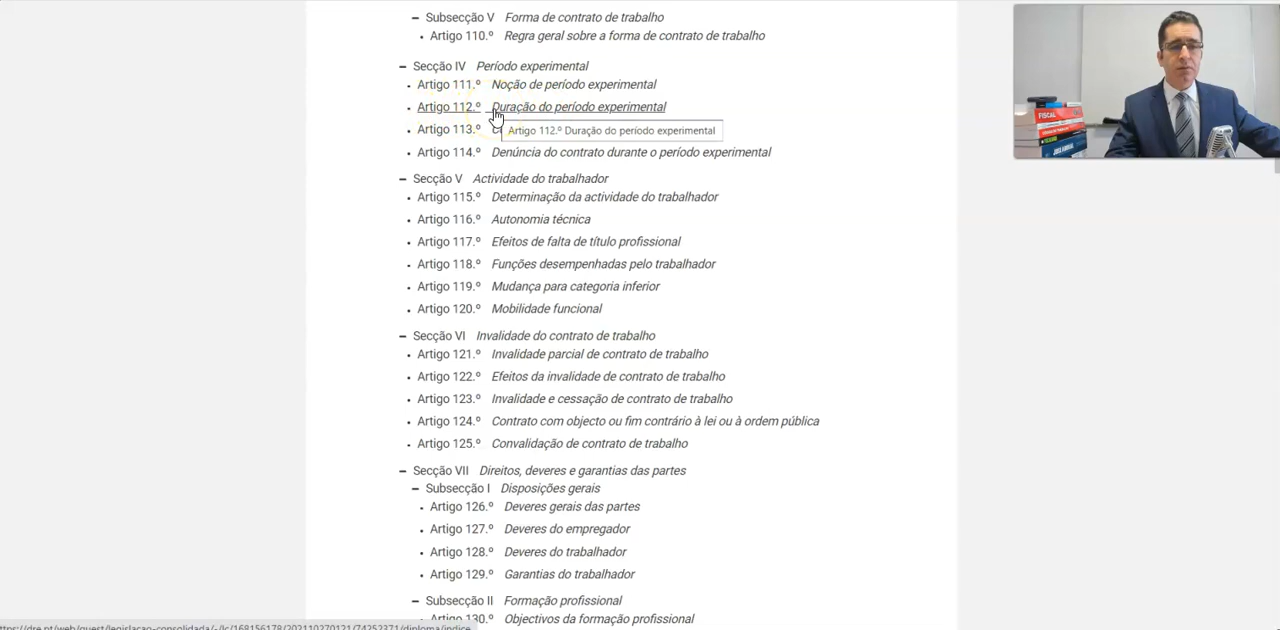 Subsecção V Forma de contrato de trabalho
Artigo 110.º Regra geral sobre a forma de contrato de trabalho
Secção IV Período experimental
Artigo 111.º Noção de período experimental
Artigo 112.º Duração do período experimental
Artigo 113.º
Artigo 112.º Duração do período experimental
Artigo 114.º Denúncia do contrato durante o período experimental
Secção V Actividade do trabalhador
Artigo 115.º Determinação da actividade do trabalhador
Artigo 116.º Autonomia técnica
Artigo 117.º Efeitos de falta de título profissional
Artigo 118.º Funções desempenhadas pelo trabalhador
Artigo 119.º Mudança para categoria inferior
Artigo 120.º Mobilidade funcional
Secção VI Invalidade do contrato de trabalho
Artigo 121.º Invalidade parcial de contrato de trabalho
Artigo 122.º Efeitos da invalidade de contrato de trabalho
Artigo 123.º Invalidade e cessação de contrato de trabalho
Artigo 124.º Contrato com objecto ou fim contrário à lei ou à ordem pública
Artigo 125.º Convalidação de contrato de trabalho
Secção VII Direitos, deveres e garantias das partes
Subsecção I Disposições gerais
Artigo 126.º Deveres gerais das partes
Artigo 127.º Deveres do empregador
Artigo 128.º Deveres do trabalhador
Artigo 129.º Garantias do trabalhador
Subsecção II Formação profissional
Artigo 130.º Objectivos da formação profissional
FISCAL